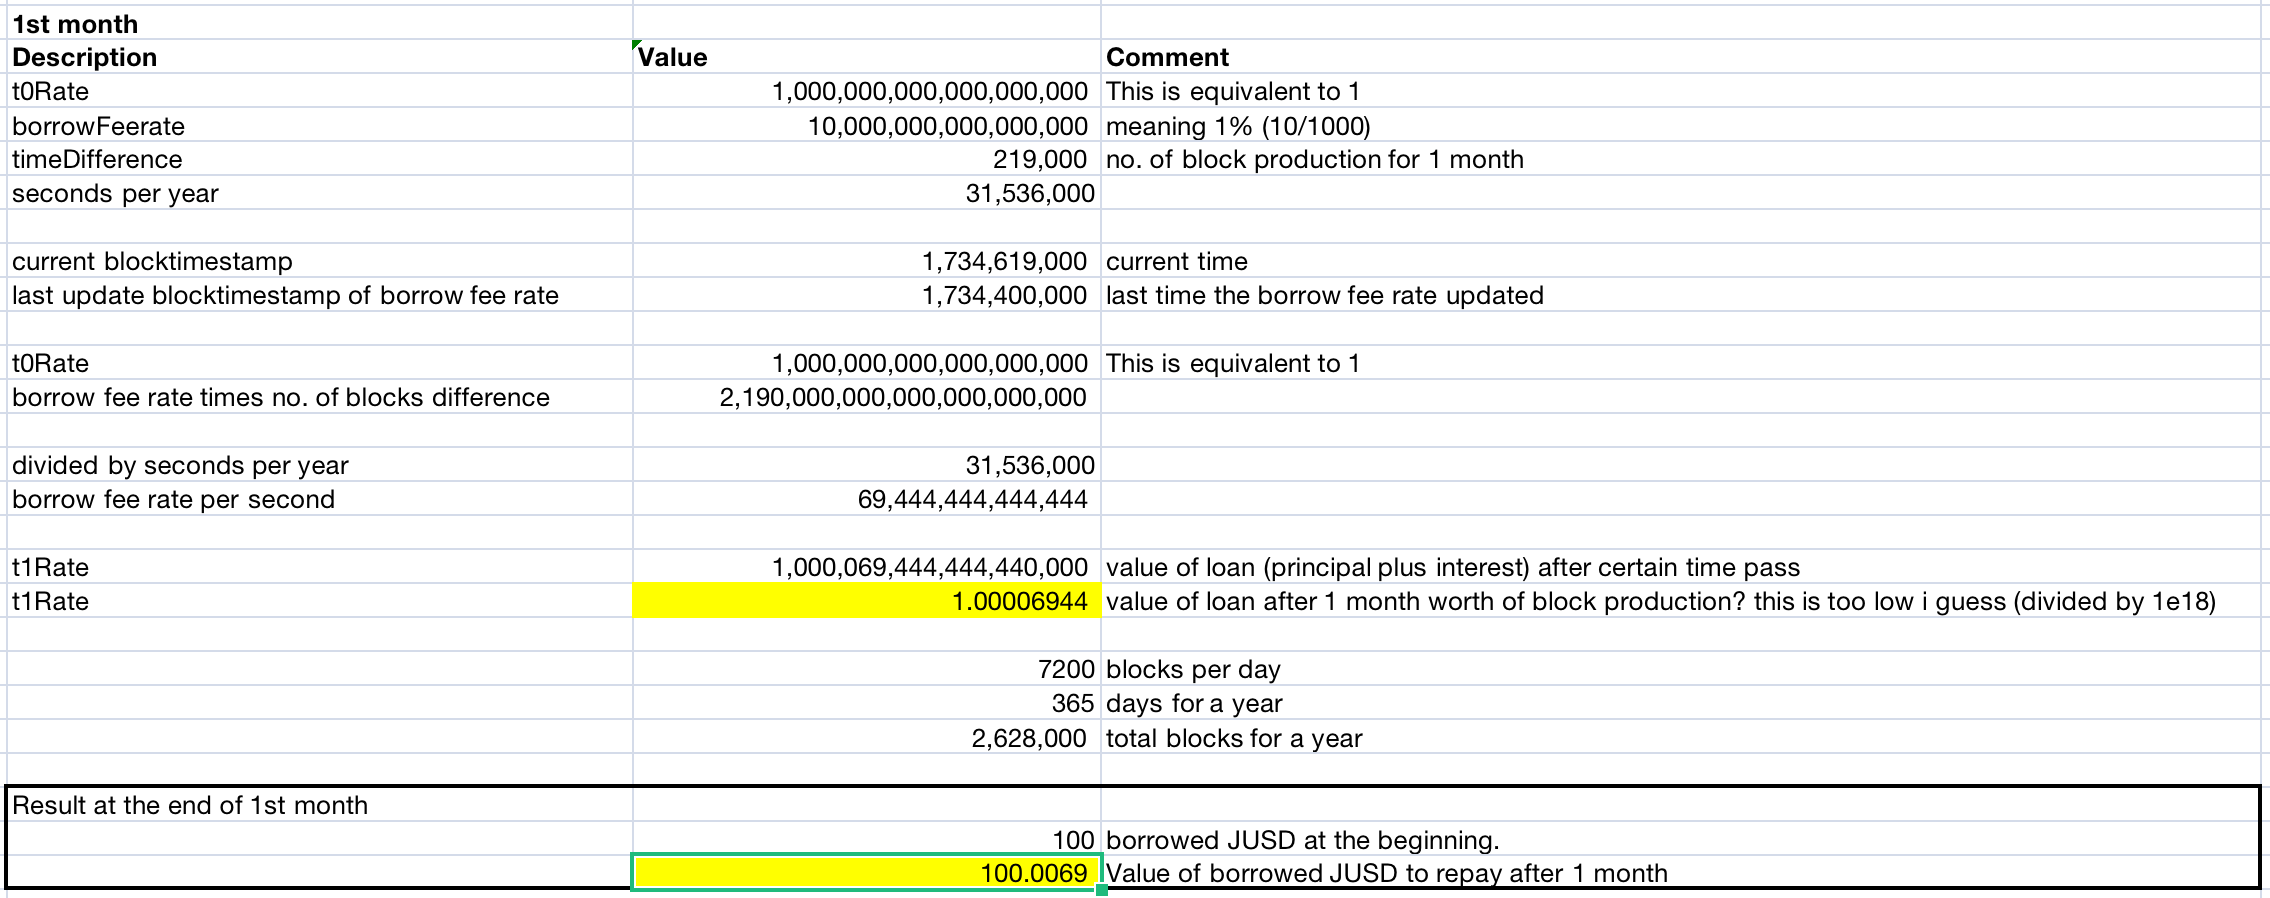 1st month
Description Value Comment
t0Rate 1,000,000,000,000,000,000 This is equivalent to 1
borrowFeerate 10,000,000,000,000,000 meaning 1% (10/1000)
timeDifference 219,000 no. of block production for 1 month
seconds per year 31,536,000
current blocktimestamp 1,734,619,000 current time
last update blocktimestamp of borrow fee rate 1,734,400,000 last time the borrow fee rate updated
t0Rate 1,000,000,000,000,000,000 This is equivalent to 1
borrow fee rate times no. of blocks difference 2,190,000,000,000,000,000,000
divided by seconds per year 31,536,000
borrow fee rate per second 69,444,444,444,444
t1Rate 1,000,069,444,444,440,000 value of loan (principal plus interest) after certain time pass
t1Rate 1.00006944 value of loan after 1 month worth of block production? this is too low i guess (divided by 1e18)
7200 blocks per day
365 days for a year
2,628,000 total blocks for a year
Result at the end of 1st month
100 borrowed JUSD at the beginning.
100.0069 Value of borrowed JUSD to repay after 1 month